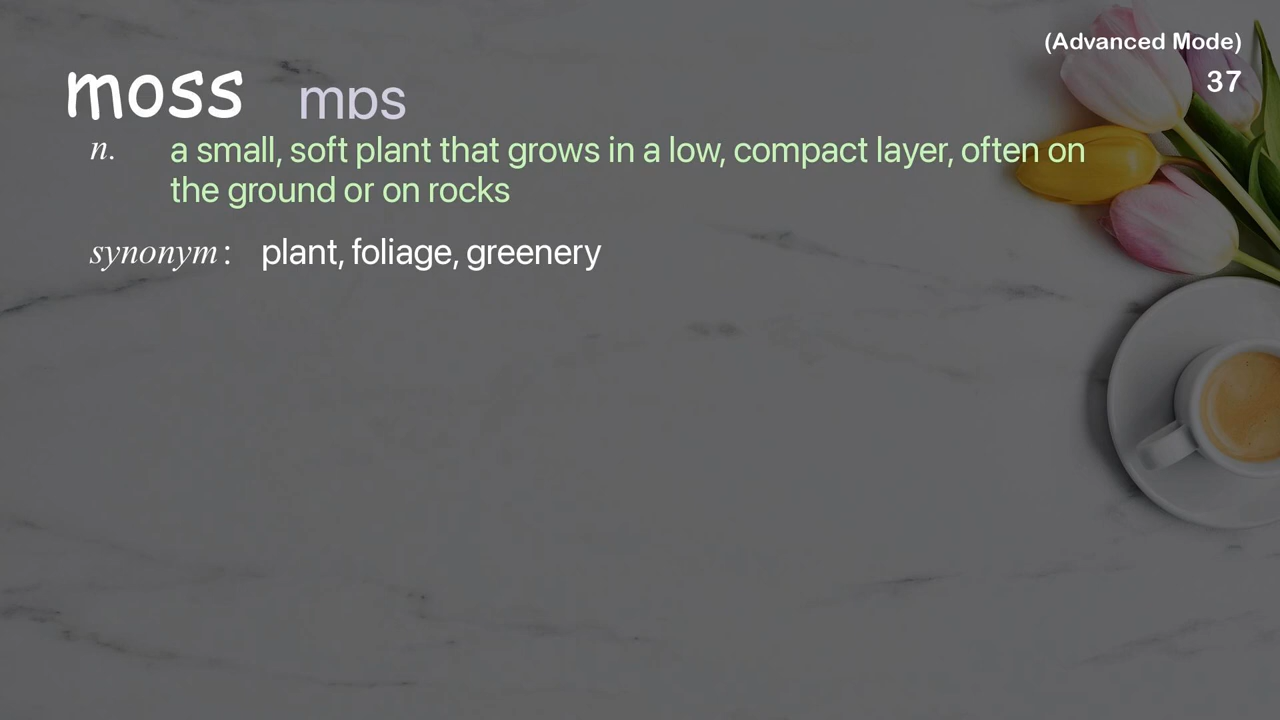 (Advanced Mode)
37
moss mɒs
n. a small, soft plant that grows in a low, compact layer, often on
the ground or on rocks
synonym: plant, foliage, greenery